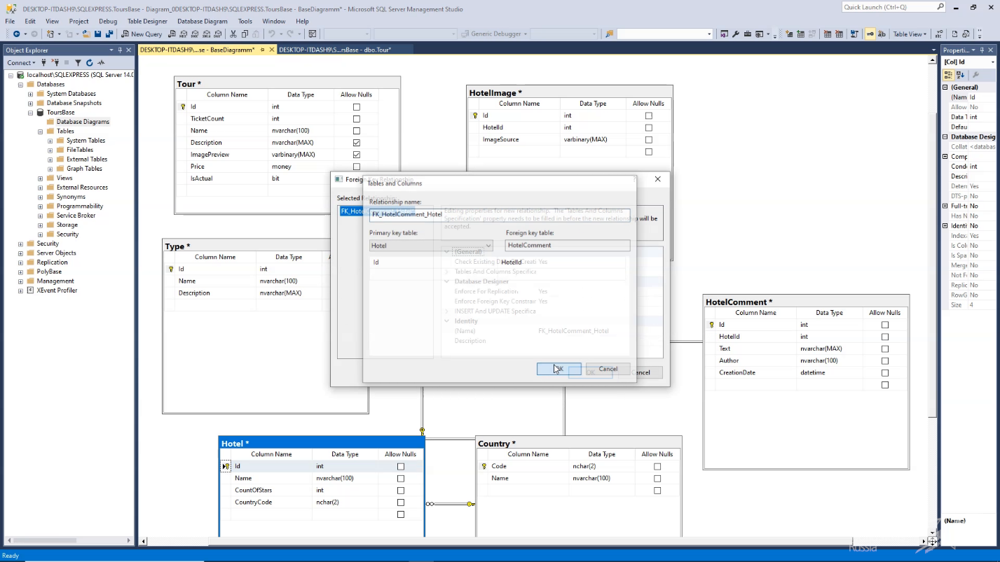 DESKTOP-ITDASH9\SQLEXPRESS.ToursBase - Diagram_0DESKTOP-ITDASH9\SQLEXPRESS.ToursBase - BaseDiagramm* - Microsoft SQL Server Management Studio
Quick Launch (Ctrl+Q)
File Edit View Project Debug Table Designer Database Diagram Tools Window Help
New Query
Generic Debugger
Table View
Object Explorer
DESKTOP-ITDASH9\...se - BaseDiagramm*
DESKTOP-ITDASH9\S...rsBase - dbo.Tour*
Properti...
Connect
[Col] Id
localhost\SQLEXPRESS (SQL Server 14.0
Databases
System Databases
Database Snapshots
ToursBase
Database Diagrams
Tables
System Tables
FileTables
External Tables
Graph Tables
Views
External Resources
Synonyms
Programmability
Service Broker
Storage
Security
Security
Server Objects
Replication
PolyBase
Management
XEvent Profiler
Tour *
Column Name Data Type Allow Nulls
Id int
TicketCount int
Name nvarchar(100)
Description nvarchar(MAX)
ImagePreview varbinary(MAX)
Price money
IsActual bit
HotelImage *
Column Name Data Type Allow Nulls
Id int
HotelId int
ImageSource varbinary(MAX)
Type *
Column Name Data Type
Id int
Name nvarchar(100)
Description nvarchar(MAX)
Foreign Key Relationship
Selected Relationship:
FK_Hotel
Editing properties for new relationship. The 'Tables And Columns
Specification' property needs to be filled in before the new relationship will be
accepted.
(General)
Check Existing Data On Creati Yes
Tables And Columns Specifica
Database Designer
Enforce For Replication Yes
Enforce Foreign Key Constrain Yes
INSERT And UPDATE Specifica
Identity
(Name) FK_HotelComment_Hotel
Description
OK Cancel
Tables and Columns
Relationship name:
FK_HotelComment_Hotel
Primary key table: Foreign key table:
Hotel HotelComment
Id HotelId
OK Cancel
HotelComment *
Column Name Data Type Allow Nulls
Id int
HotelId int
Text nvarchar(MAX)
Author nvarchar(100)
CreationDate datetime
Hotel *
Column Name Data Type Allow Nulls
Id int
Name nvarchar(100)
CountOfStars int
CountryCode nchar(2)
Country *
Column Name Data Type Allow Nulls
Code nchar(2)
Name nvarchar(100)
(General)
(Nam Id
Allow No
Data T int
Defau
Database Desig
Collat <database
Comp
Conde int
Descri
Deterr Yes
DTS-p
Full-te No
Has N No
Identi No
Is Col No
Is Spa No
Merge No
Not Fo No
Replic No
RowG No
Size 4
(Name)
Russia
Ready